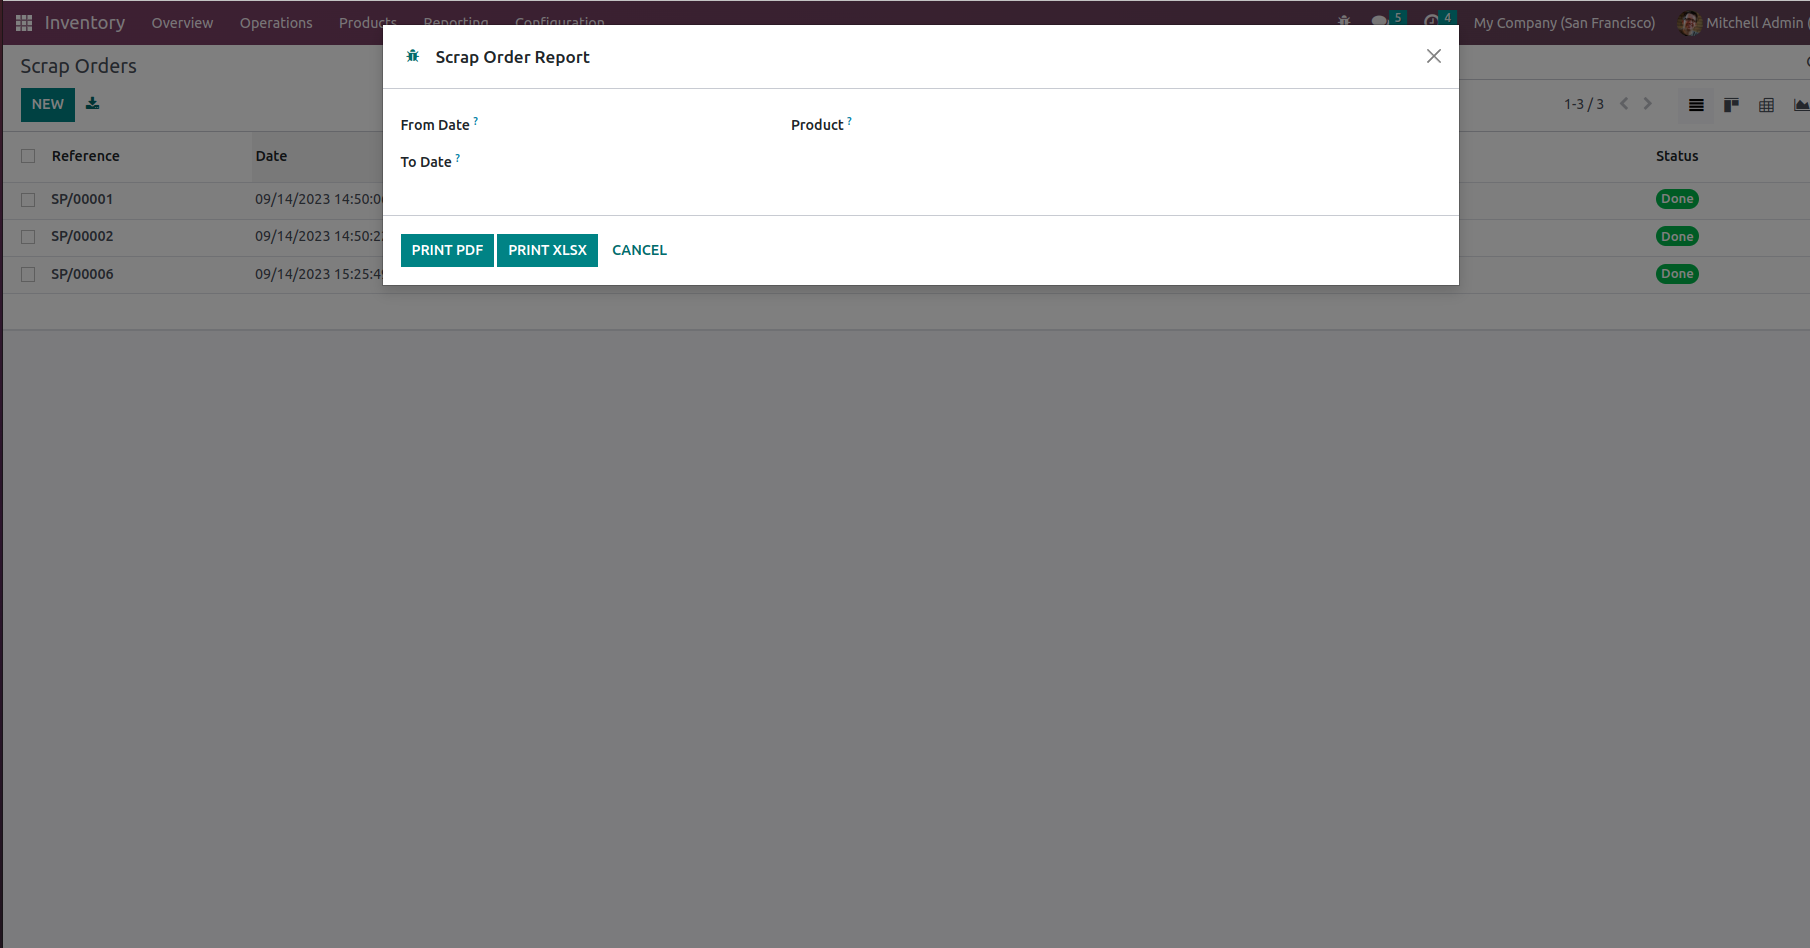 Inventory Overview Operations Products Reporting Configuration 5 4 My Company (San Francisco) Mitchell Admin (
Scrap Orders
Scrap Order Report
NEW
1-3 / 3
From Date ?
Product ?
To Date ?
Reference Date Status
SP/00001 09/14/2023 14:50:0 Done
SP/00002 09/14/2023 14:50:2 Done
SP/00006 09/14/2023 15:25:4 Done
PRINT PDF PRINT XLSX CANCEL